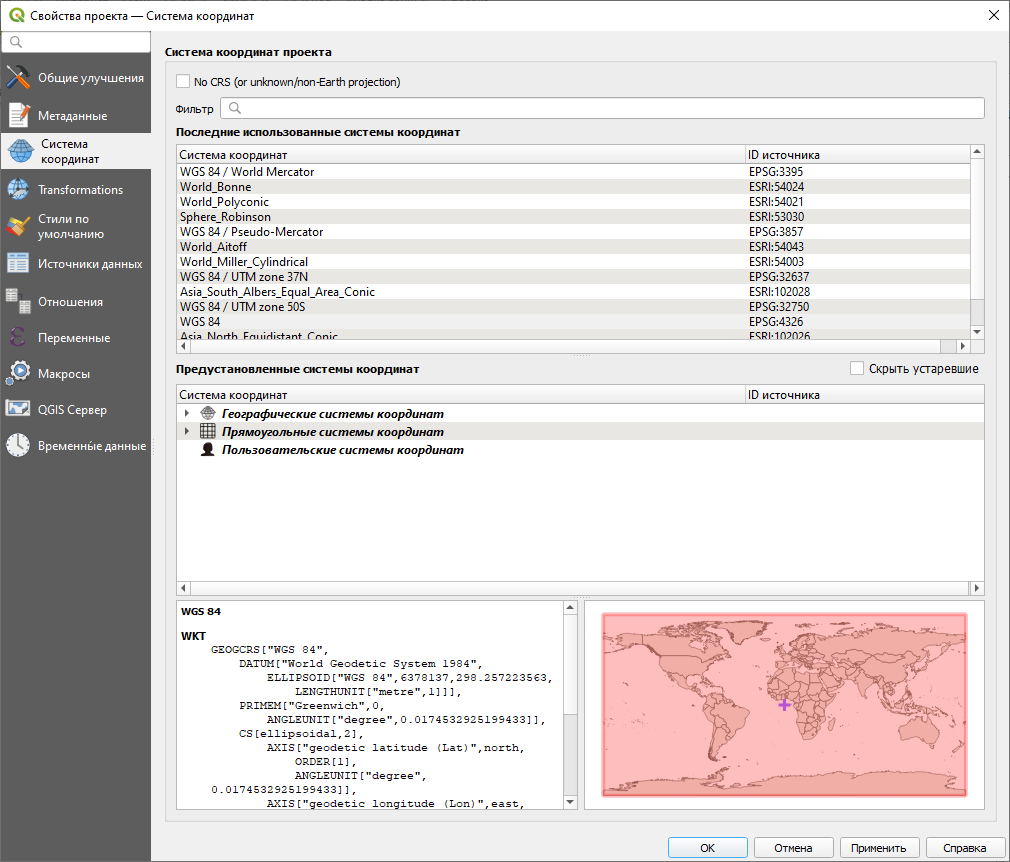 Свойства проекта — Система координат
Общие улучшения
Метаданные
Система
координат
Transformations
Стили по
умолчанию
Источники данных
Отношения
Переменные
Макросы
QGIS Сервер
Временны́е данные
Система координат проекта
No CRS (or unknown/non-Earth projection)
Фильтр
Последние использованные системы координат
Система координат ID источника
WGS 84 / World Mercator EPSG:3395
World_Bonne ESRI:54024
World_Polyconic ESRI:54021
Sphere_Robinson ESRI:53030
WGS 84 / Pseudo-Mercator EPSG:3857
World_Aitoff ESRI:54043
World_Miller_Cylindrical ESRI:54003
WGS 84 / UTM zone 37N EPSG:32637
Asia_South_Albers_Equal_Area_Conic ESRI:102028
WGS 84 / UTM zone 50S EPSG:32750
WGS 84 EPSG:4326
Asia_North_Equidistant_Conic ESRI:102026
Предустановленные системы координат Скрыть устаревшие
Система координат ID источника
Географические системы координат
Прямоугольные системы координат
Пользовательские системы координат
WGS 84
WKT
GEOGCRS["WGS 84",
DATUM["World Geodetic System 1984",
ELLIPSOID["WGS 84",6378137,298.257223563,
LENGTHUNIT["metre",1]]],
PRIMEM["Greenwich",0,
ANGLEUNIT["degree",0.0174532925199433]],
CS[ellipsoidal,2],
AXIS["geodetic latitude (Lat)",north,
ORDER[1],
ANGLEUNIT["degree",
0.0174532925199433]],
AXIS["geodetic longitude (Lon)",east,
ОК Отмена Применить Справка